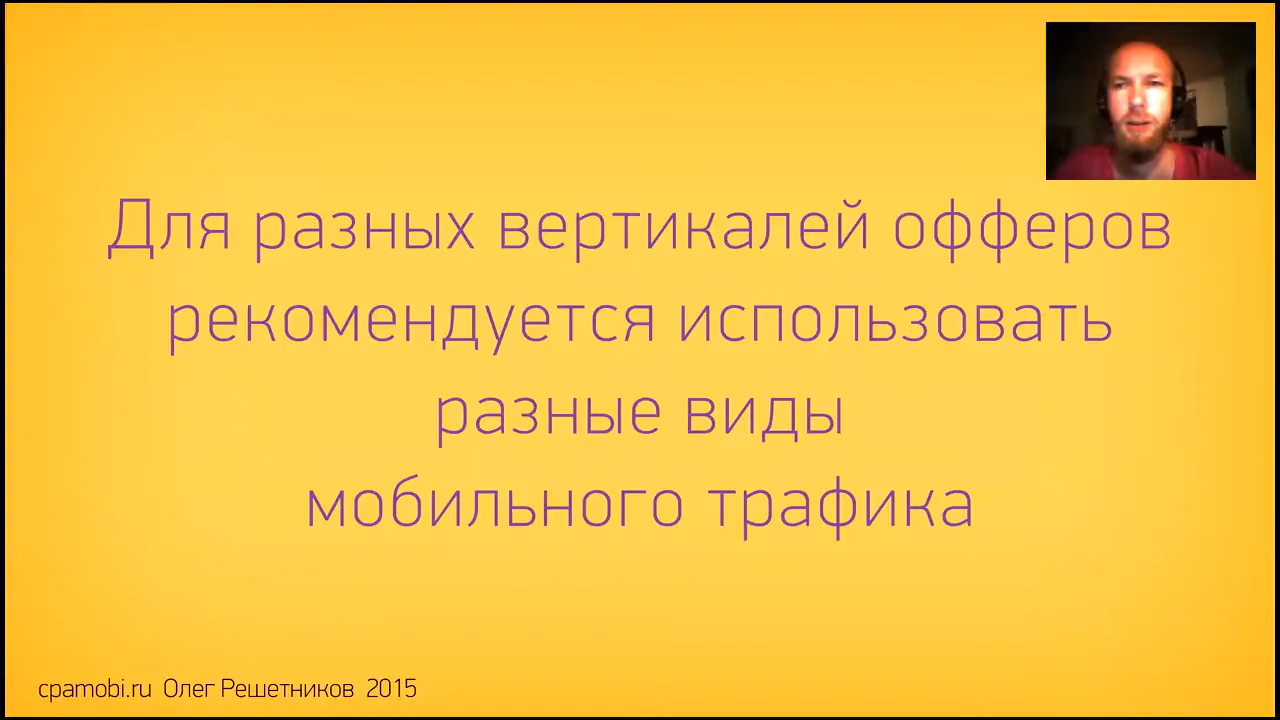 Для разных вертикалей офферов
рекомендуется использовать
разные виды
мобильного трафика
cpamobi.ru Олег Решетников 2015